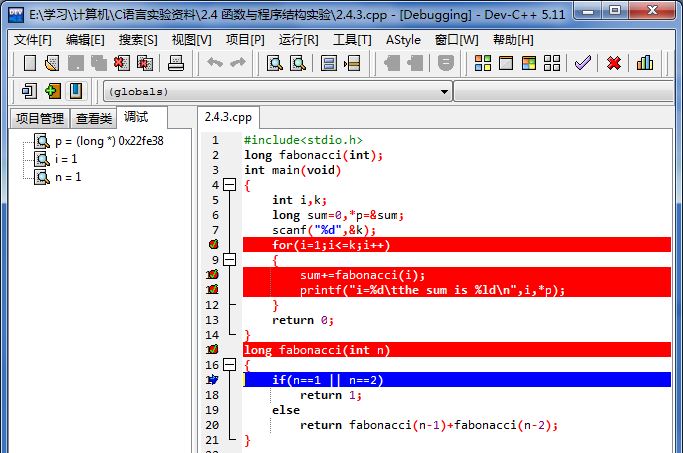 E:\学习\计算机\C语言实验资料\2.4 函数与程序结构实验\2.4.3.cpp - [Debugging] - Dev-C++ 5.11
文件[F] 编辑[E] 搜索[S] 视图[V] 项目[P] 运行[R] 工具[T] AStyle 窗口[W] 帮助[H]
(globals)
项目管理 查看类 调试 2.4.3.cpp
p = (long *) 0x22fe38
i = 1
n = 1
1 #include<stdio.h>
2 long fabonacci(int);
3 int main(void)
4 {
5 int i,k;
6 long sum=0,*p=&sum;
7 scanf("%d",&k);
for(i=1;i<=k;i++)
9 {
sum+=fabonacci(i);
printf("i=%d\tthe sum is %ld\n",i,*p);
12 }
13 return 0;
14 }
long fabonacci(int n)
16 {
if(n==1 || n==2)
18 return 1;
19 else
20 return fabonacci(n-1)+fabonacci(n-2);
21 }